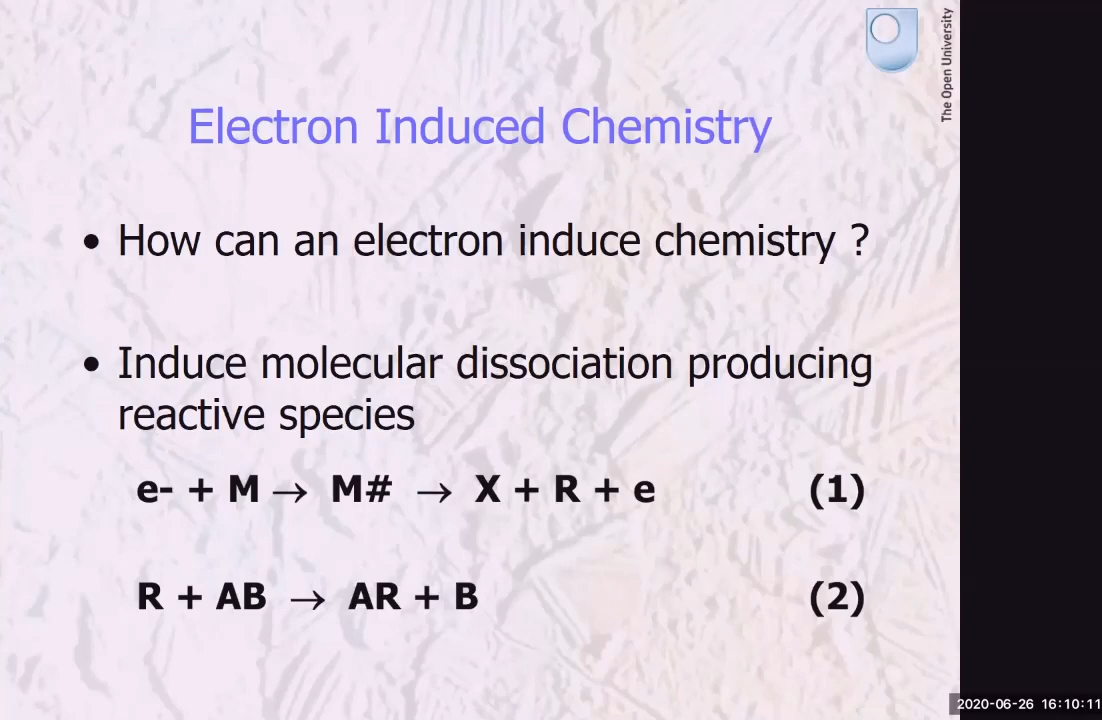 The Open University
Electron Induced Chemistry
• How can an electron induce chemistry ?
• Induce molecular dissociation producing
reactive species
e- + M → M# → X + R + e (1)
R + AB → AR + B (2)
2020-06-26 16:10:11